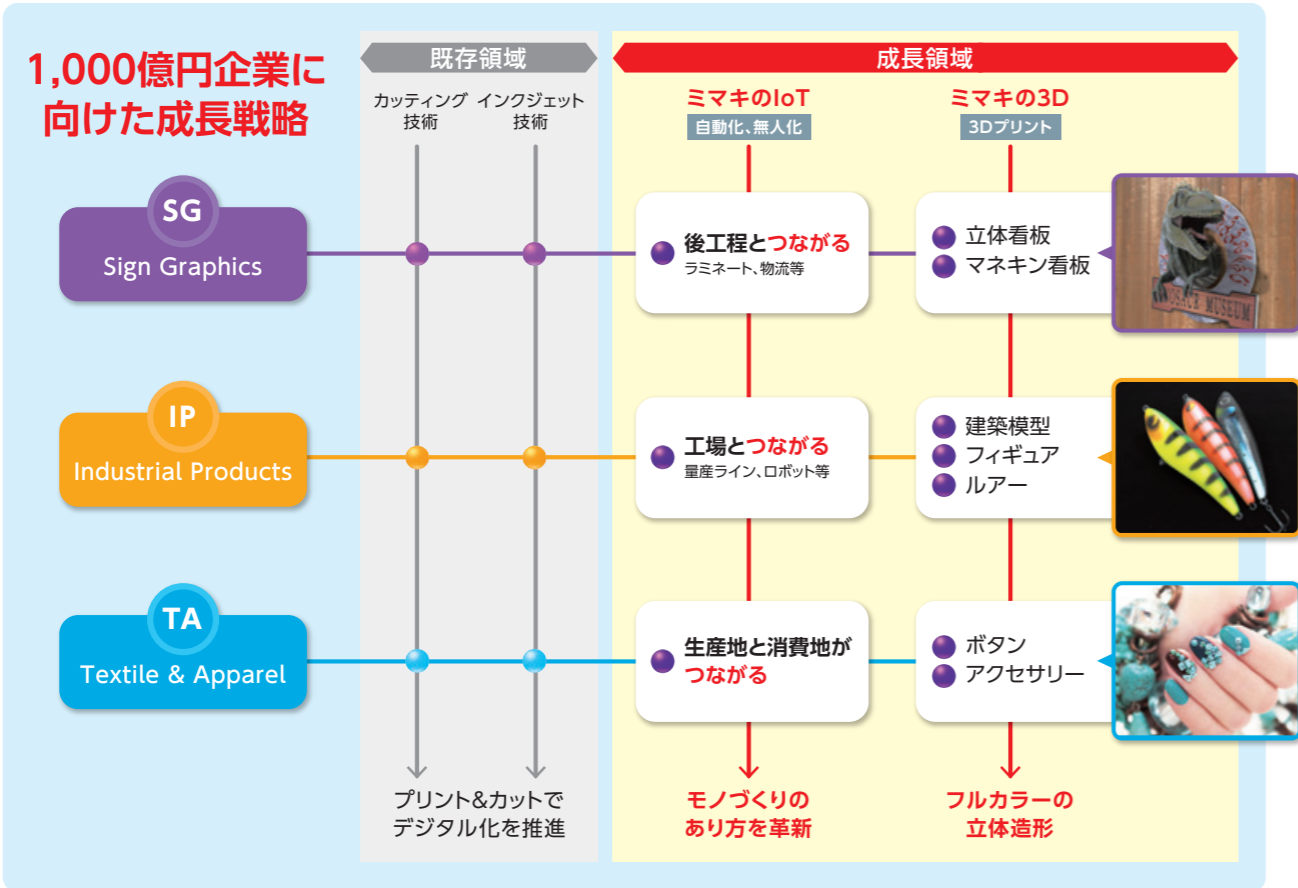 1,000億円企業に
向けた成長戦略
既存領域
カッティング
技術
インクジェット
技術
成長領域
ミマキのIoT
自動化、無人化
ミマキの3D
3Dプリント
SG
Sign Graphics
後工程とつながる
ラミネート、物流等
立体看板
マネキン看板
MUSEUM
IP
Industrial Products
工場とつながる
量産ライン、ロボット等
建築模型
フィギュア
ルアー
TA
Textile & Apparel
生産地と消費地が
つながる
ボタン
アクセサリー
プリント&カットで
デジタル化を推進
モノづくりの
あり方を革新
フルカラーの
立体造形